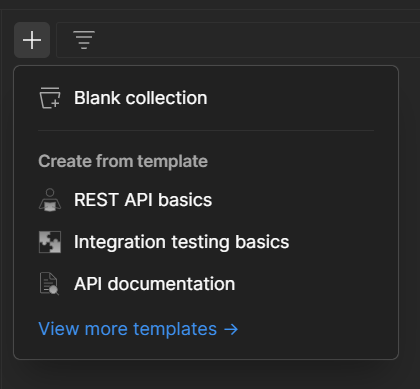 Blank collection
Create from template
REST API basics
Integration testing basics
API documentation
View more templates →